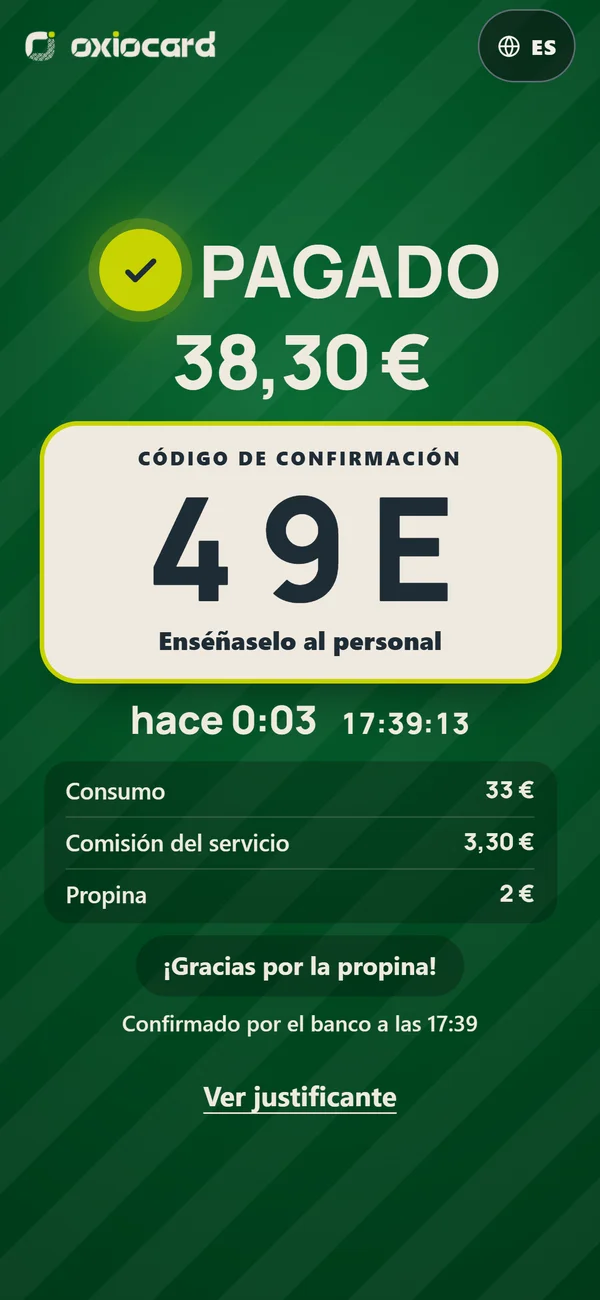 oxiocard
ES
PAGADO
38,30 €
CÓDIGO DE CONFIRMACIÓN
49E
Enséñaselo al personal
hace 0:03 17:39:13
Consumo 33 €
Comisión del servicio 3,30 €
Propina 2 €
¡Gracias por la propina!
Confirmado por el banco a las 17:39
Ver justificante